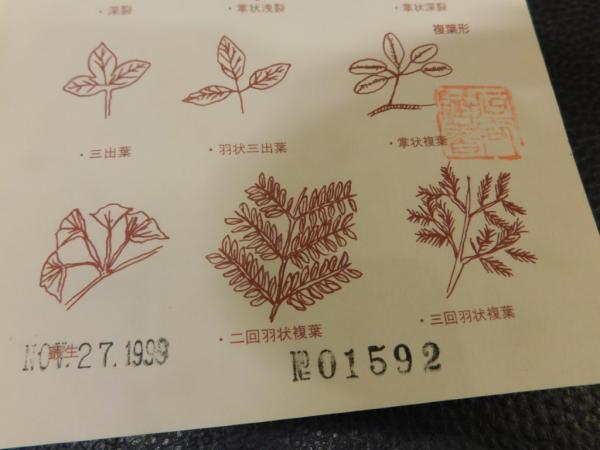 ・深裂
・掌状浅裂
・掌状深裂
複葉形
・三出葉
・羽状三出葉
・掌状複葉
・二回羽状複葉
・三回羽状複葉
叢生
NOV.27.1999
№01592